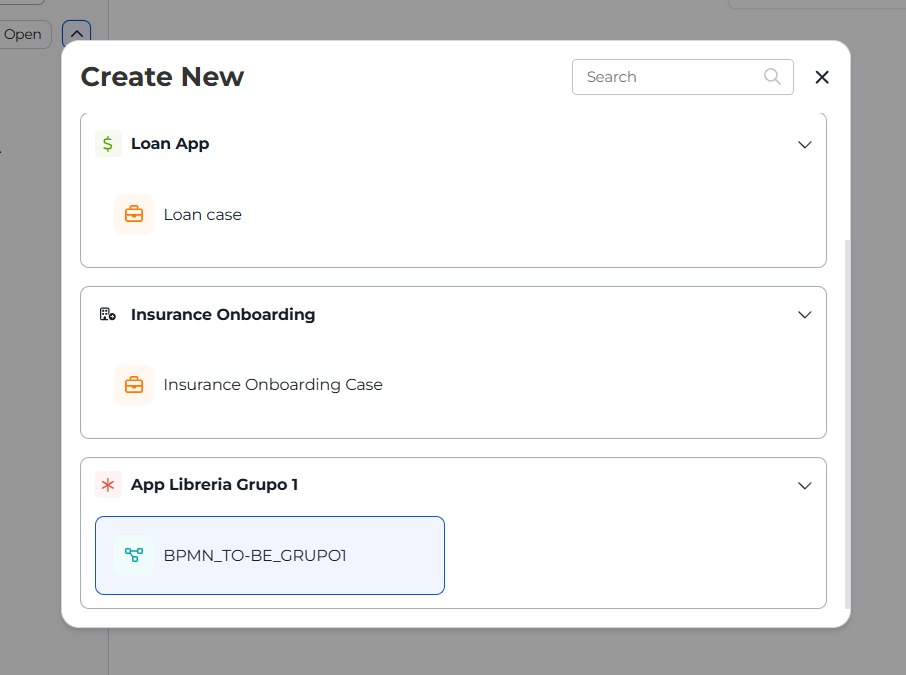 Open
Create New
Search
Loan App
Loan case
Insurance Onboarding
Insurance Onboarding Case
App Libreria Grupo 1
BPMN_TO-BE_GRUPO1